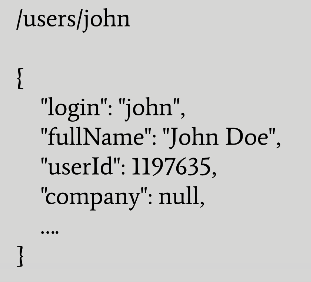 /users/john
{
"login": "john",
"fullName": "John Doe",
"userId": 1197635,
"company": null,
....
}